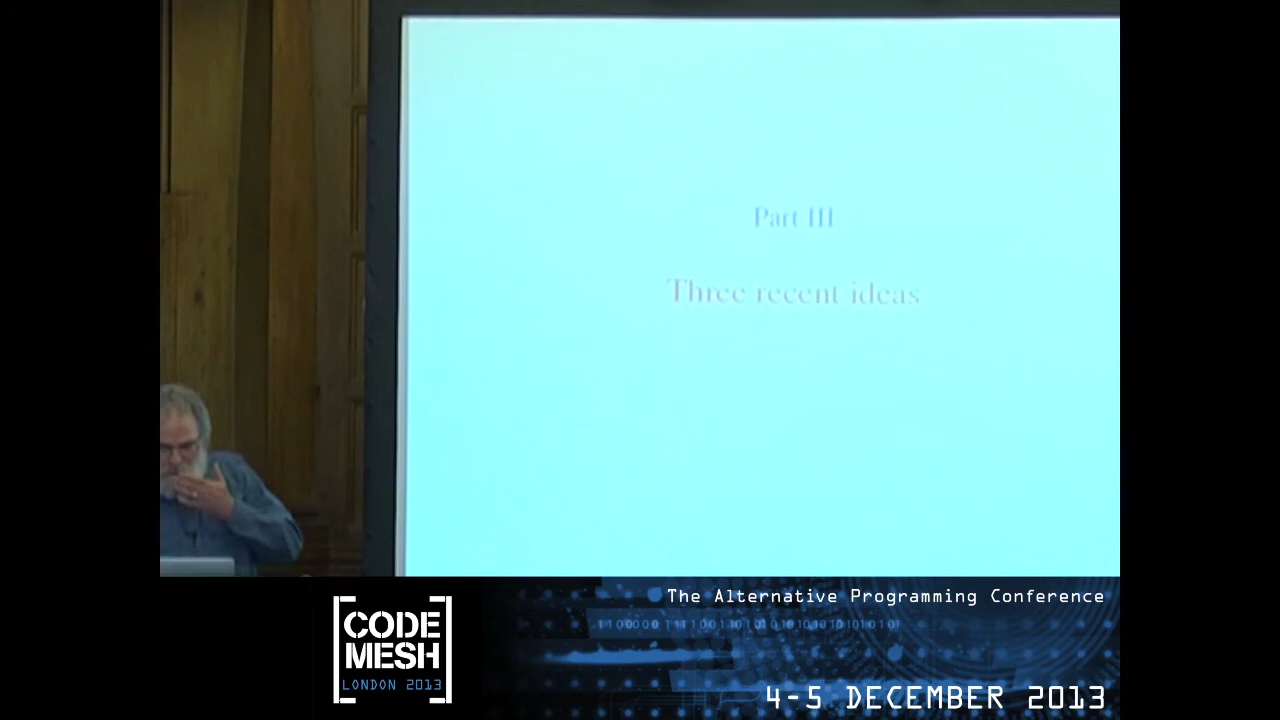 Part III
Three recent ideas
The Alternative Programming Conference
CODE
MESH
LONDON 2013
4-5 DECEMBER 2013